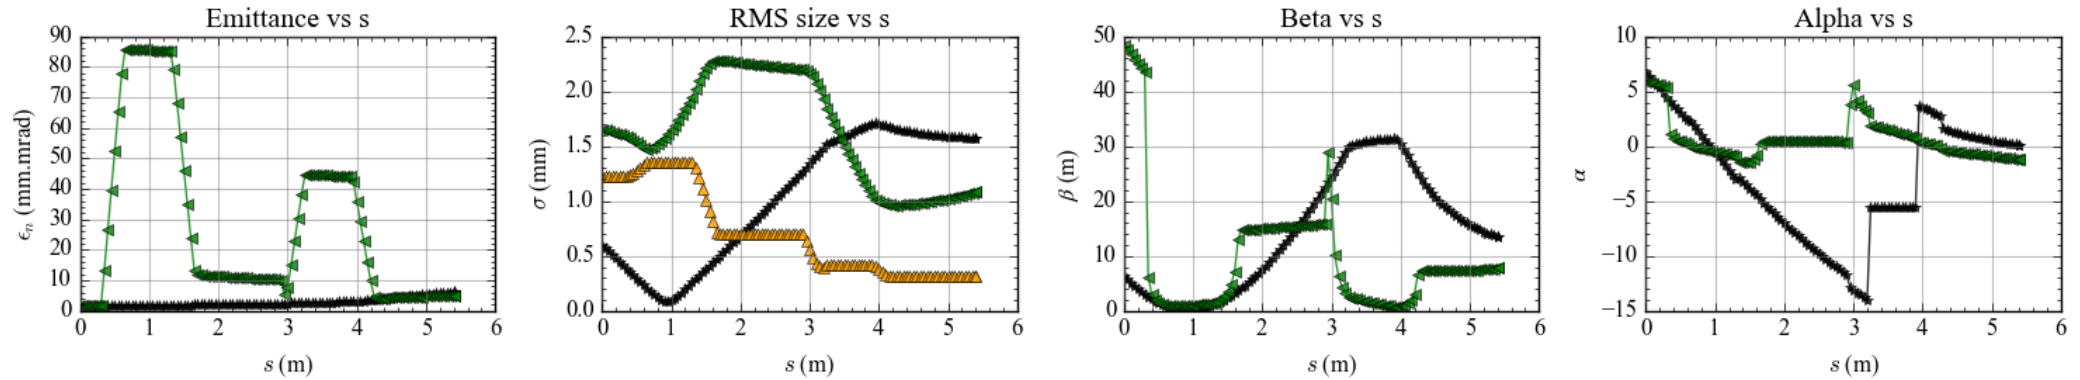 Emittance vs s
90
80
70
60
50
40
30
20
10
0
ϵₙ (mm.mrad)
0 1 2 3 4 5 6
s (m)
RMS size vs s
2.5
2.0
1.5
1.0
0.5
0.0
σ (mm)
0 1 2 3 4 5 6
s (m)
Beta vs s
50
40
30
20
10
0
β (m)
0 1 2 3 4 5 6
s (m)
Alpha vs s
10
5
0
−5
−10
−15
α
0 1 2 3 4 5 6
s (m)